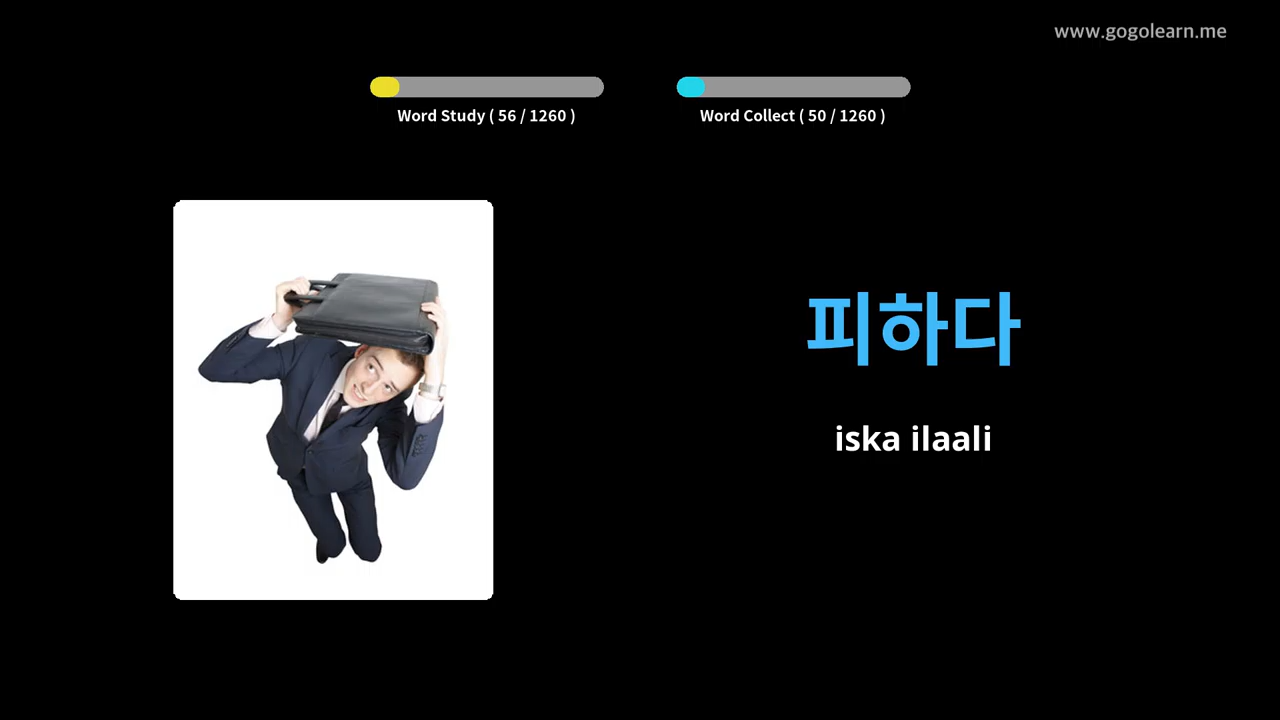 www.gogolearn.me
Word Study ( 56 / 1260 )
Word Collect ( 50 / 1260 )
피하다
iska ilaali